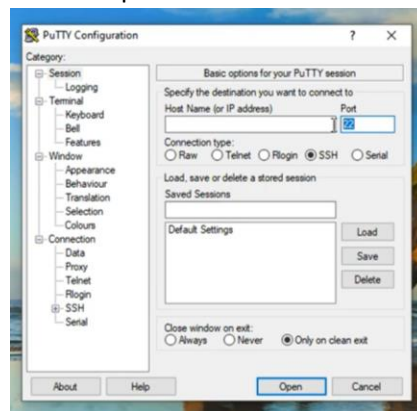 PuTTY Configuration ? ×
Category:
Session
Logging
Terminal
Keyboard
Bell
Features
Window
Appearance
Behaviour
Translation
Selection
Colours
Connection
Data
Proxy
Telnet
Rlogin
SSH
Serial
Basic options for your PuTTY session
Specify the destination you want to connect to
Host Name (or IP address) Port
22
Connection type:
Raw Telnet Rlogin SSH Serial
Load, save or delete a stored session
Saved Sessions
Default Settings
Load
Save
Delete
Close window on exit:
Always Never Only on clean exit
About Help Open Cancel